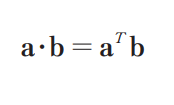 a·b = aᵀb